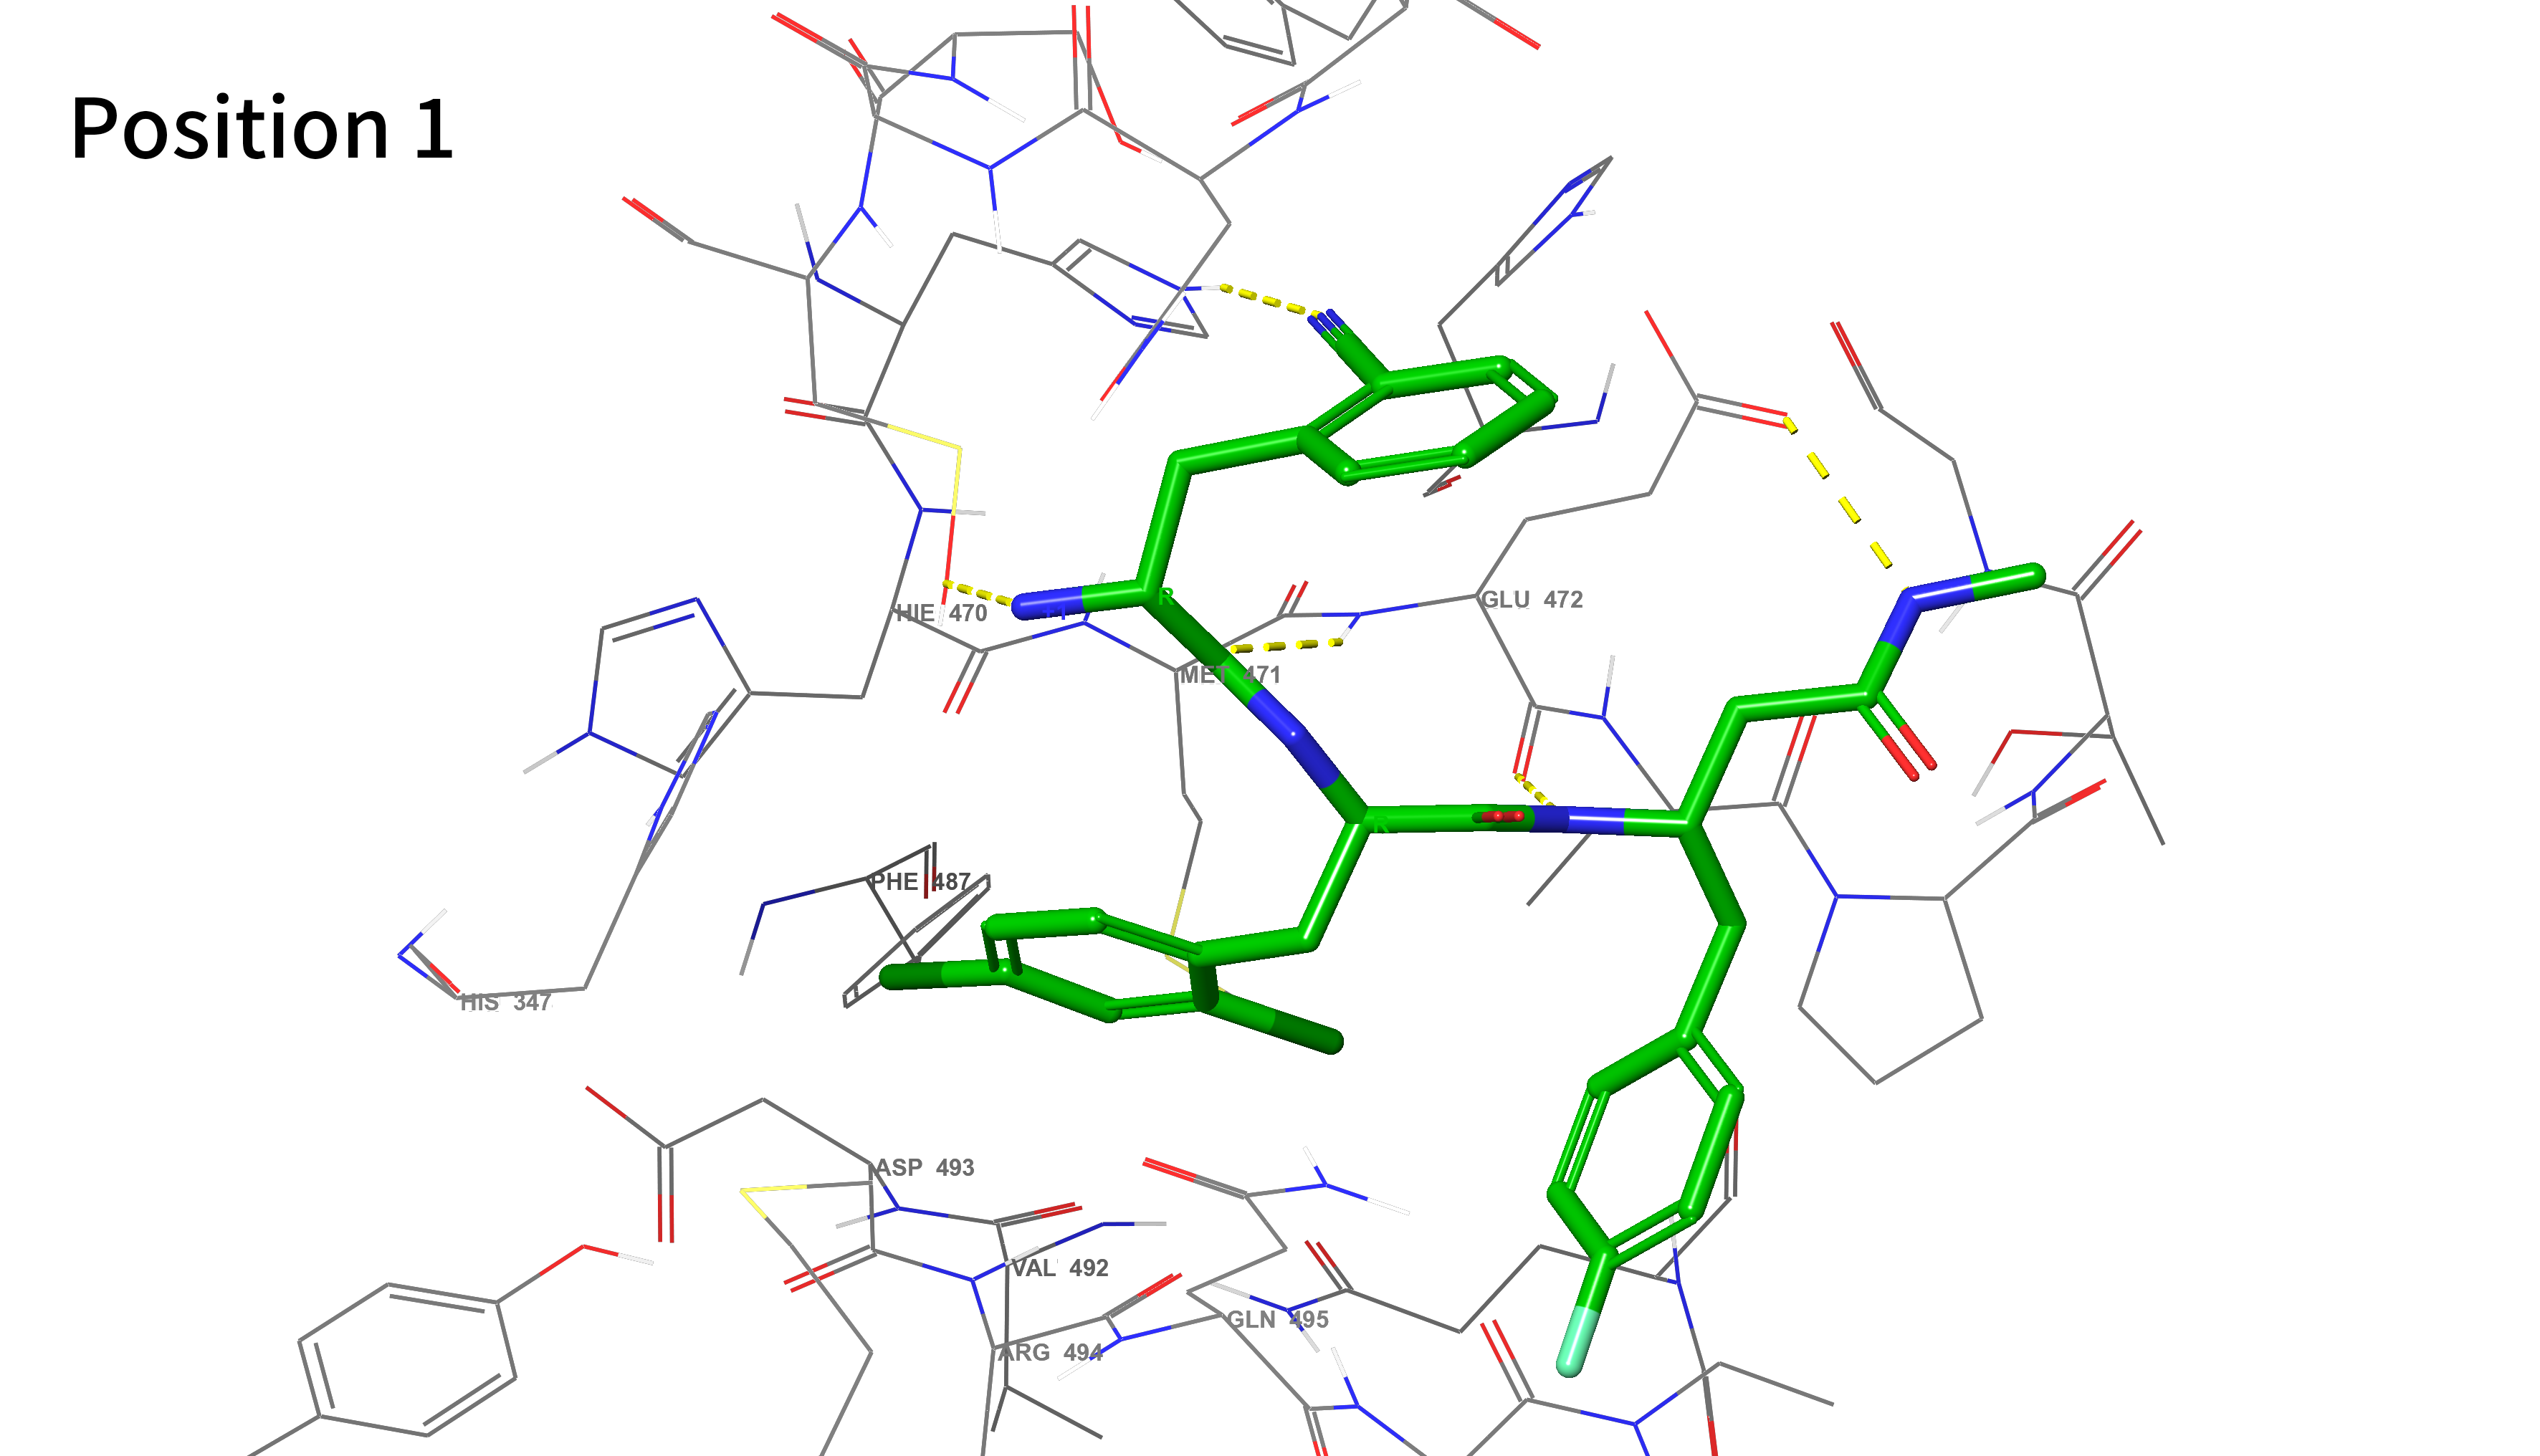 Position 1
R
HIE 470
+1
GLU 472
MET 471
R
PHE 487
HIS 347
ASP 493
VAL 492
GLN 495
ARG 494